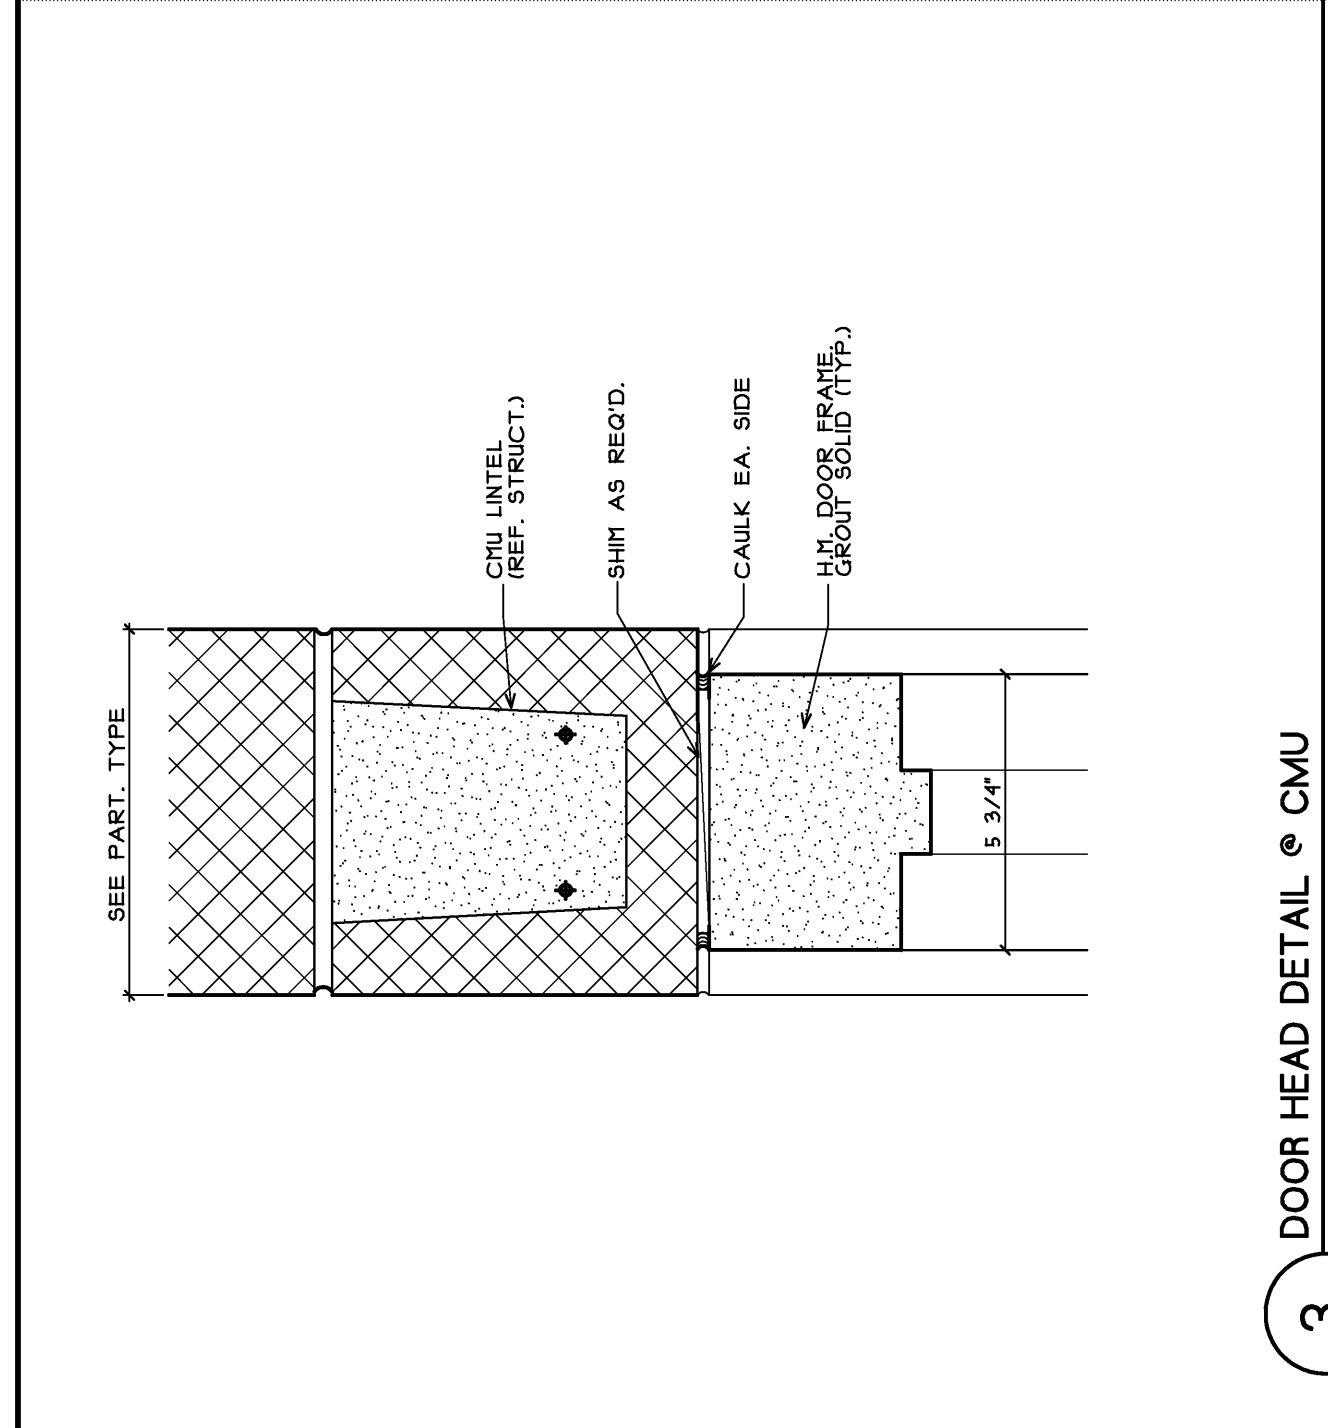 SEE PART. TYPE
CMU LINTEL
(REF. STRUCT.)
SHIM AS REQ'D.
CAULK EA. SIDE
H.M. DOOR FRAME.
GROUT SOLID (TYP.)
5 3/4"
3
DOOR HEAD DETAIL @ CMU